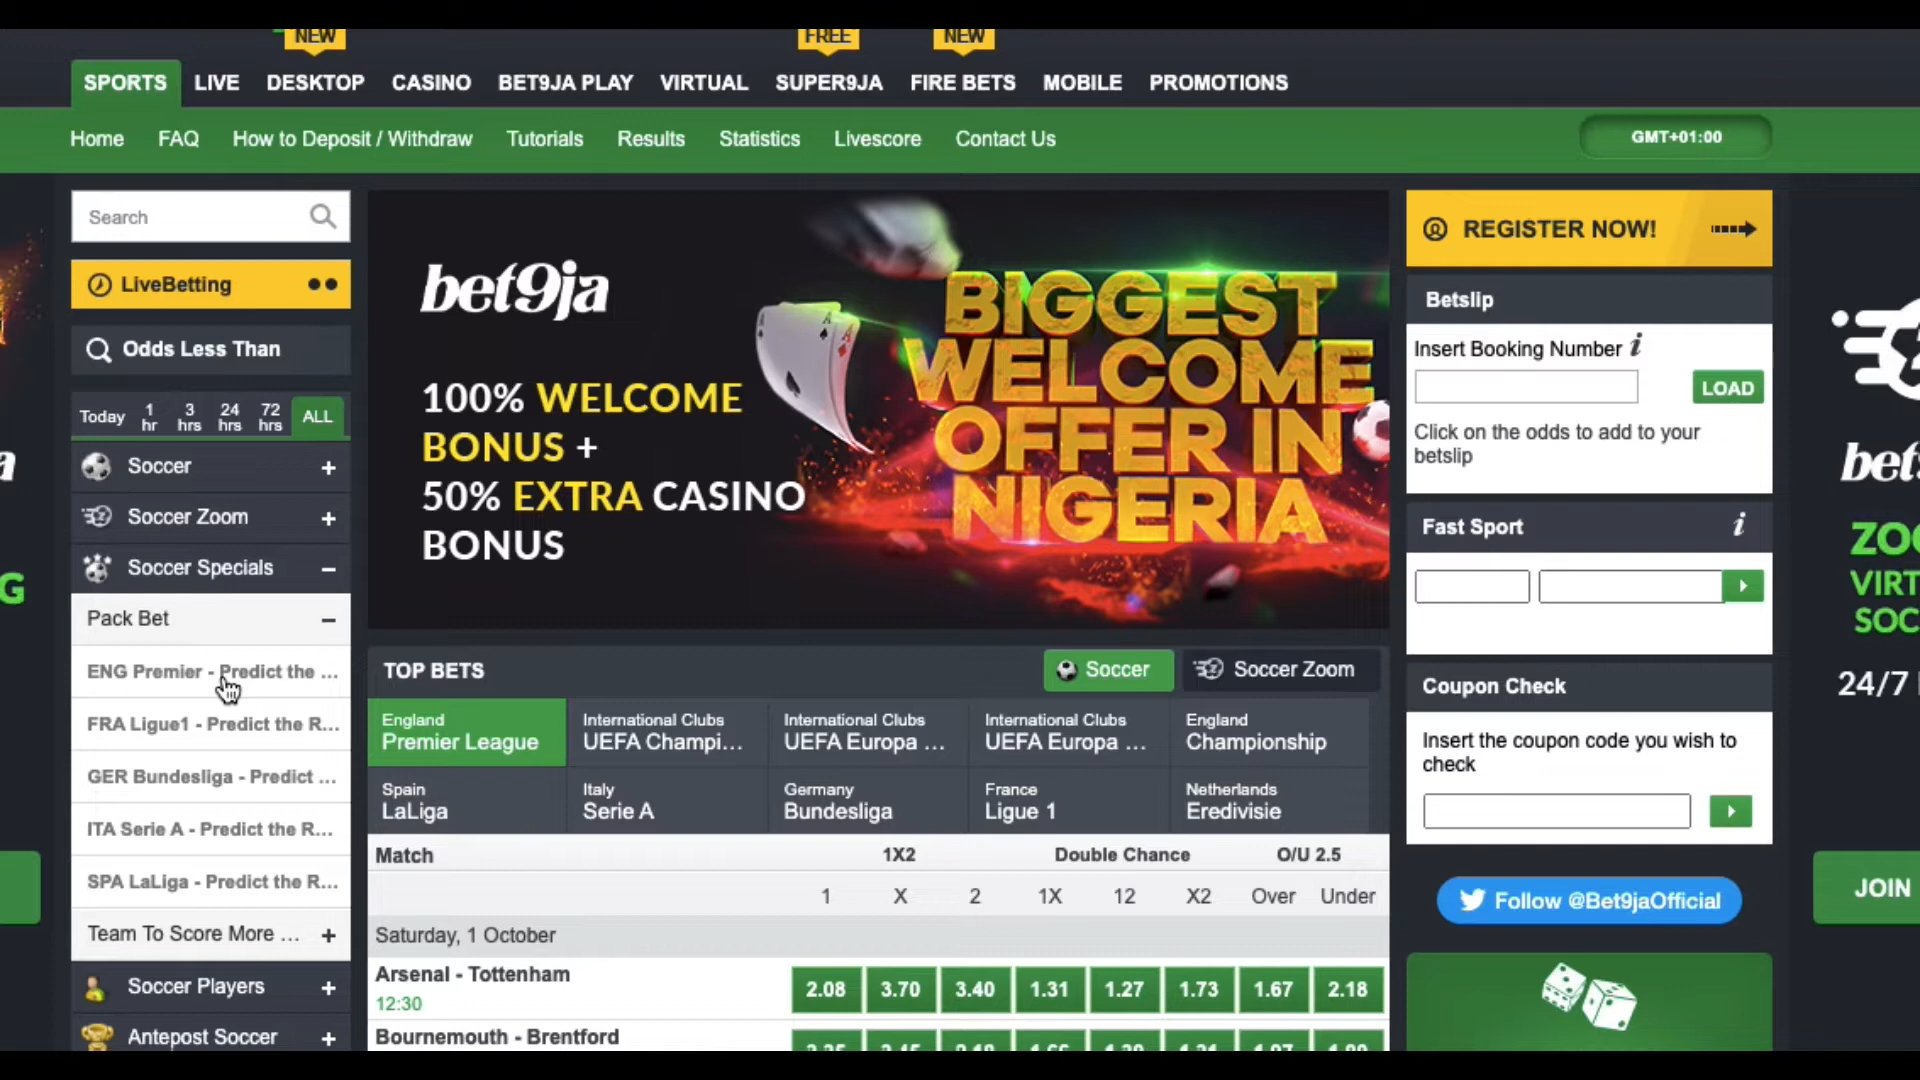 NEW
FREE
NEW
SPORTS LIVE DESKTOP CASINO BET9JA PLAY VIRTUAL SUPER9JA FIRE BETS MOBILE PROMOTIONS
Home FAQ How to Deposit / Withdraw Tutorials Results Statistics Livescore Contact Us GMT+01:00
Search
LiveBetting
Odds Less Than
Today 1 hr 3 hrs 24 hrs 72 hrs ALL
Soccer +
Soccer Zoom +
Soccer Specials –
Pack Bet –
ENG Premier - Predict the ...
FRA Ligue1 - Predict the R...
GER Bundesliga - Predict ...
ITA Serie A - Predict the R...
SPA LaLiga - Predict the R...
Team To Score More ... +
Soccer Players +
Antepost Soccer +
bet9ja
100% WELCOME
BONUS +
50% EXTRA CASINO
BONUS
BIGGEST
WELCOME
OFFER IN
NIGERIA
TOP BETS
Soccer
Soccer Zoom
England
Premier League
International Clubs
UEFA Champi...
International Clubs
UEFA Europa ...
International Clubs
UEFA Europa ...
England
Championship
Spain
LaLiga
Italy
Serie A
Germany
Bundesliga
France
Ligue 1
Netherlands
Eredivisie
Match 1X2 Double Chance O/U 2.5
1 X 2 1X 12 X2 Over Under
Saturday, 1 October
Arsenal - Tottenham
12:30
2.08 3.70 3.40 1.31 1.27 1.73 1.67 2.18
Bournemouth - Brentford
REGISTER NOW!
Betslip
Insert Booking Number i
LOAD
Click on the odds to add to your
betslip
Fast Sport i
Coupon Check
Insert the coupon code you wish to
check
Follow @Bet9jaOfficial
G
24/7
JOIN